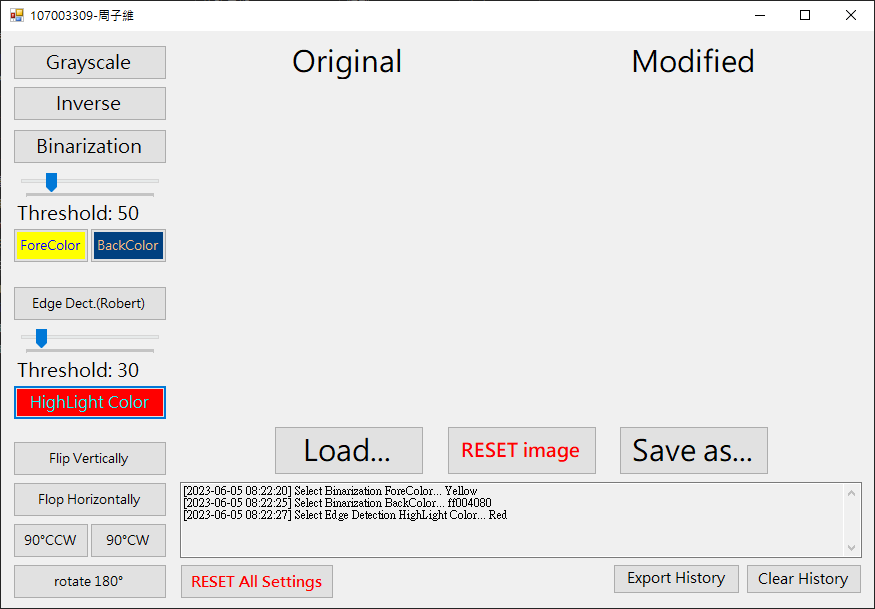 107003309-周子維
Grayscale
Inverse
Binarization
Threshold: 50
ForeColor BackColor
Edge Dect.(Robert)
Threshold: 30
HighLight Color
Flip Vertically
Flop Horizontally
90°CCW 90°CW
rotate 180°
Original Modified
Load... RESET image Save as...
[2023-06-05 08:22:20] Select Binarization ForeColor... Yellow
[2023-06-05 08:22:25] Select Binarization BackColor... ff004080
[2023-06-05 08:22:27] Select Edge Detection HighLight Color... Red
RESET All Settings Export History Clear History